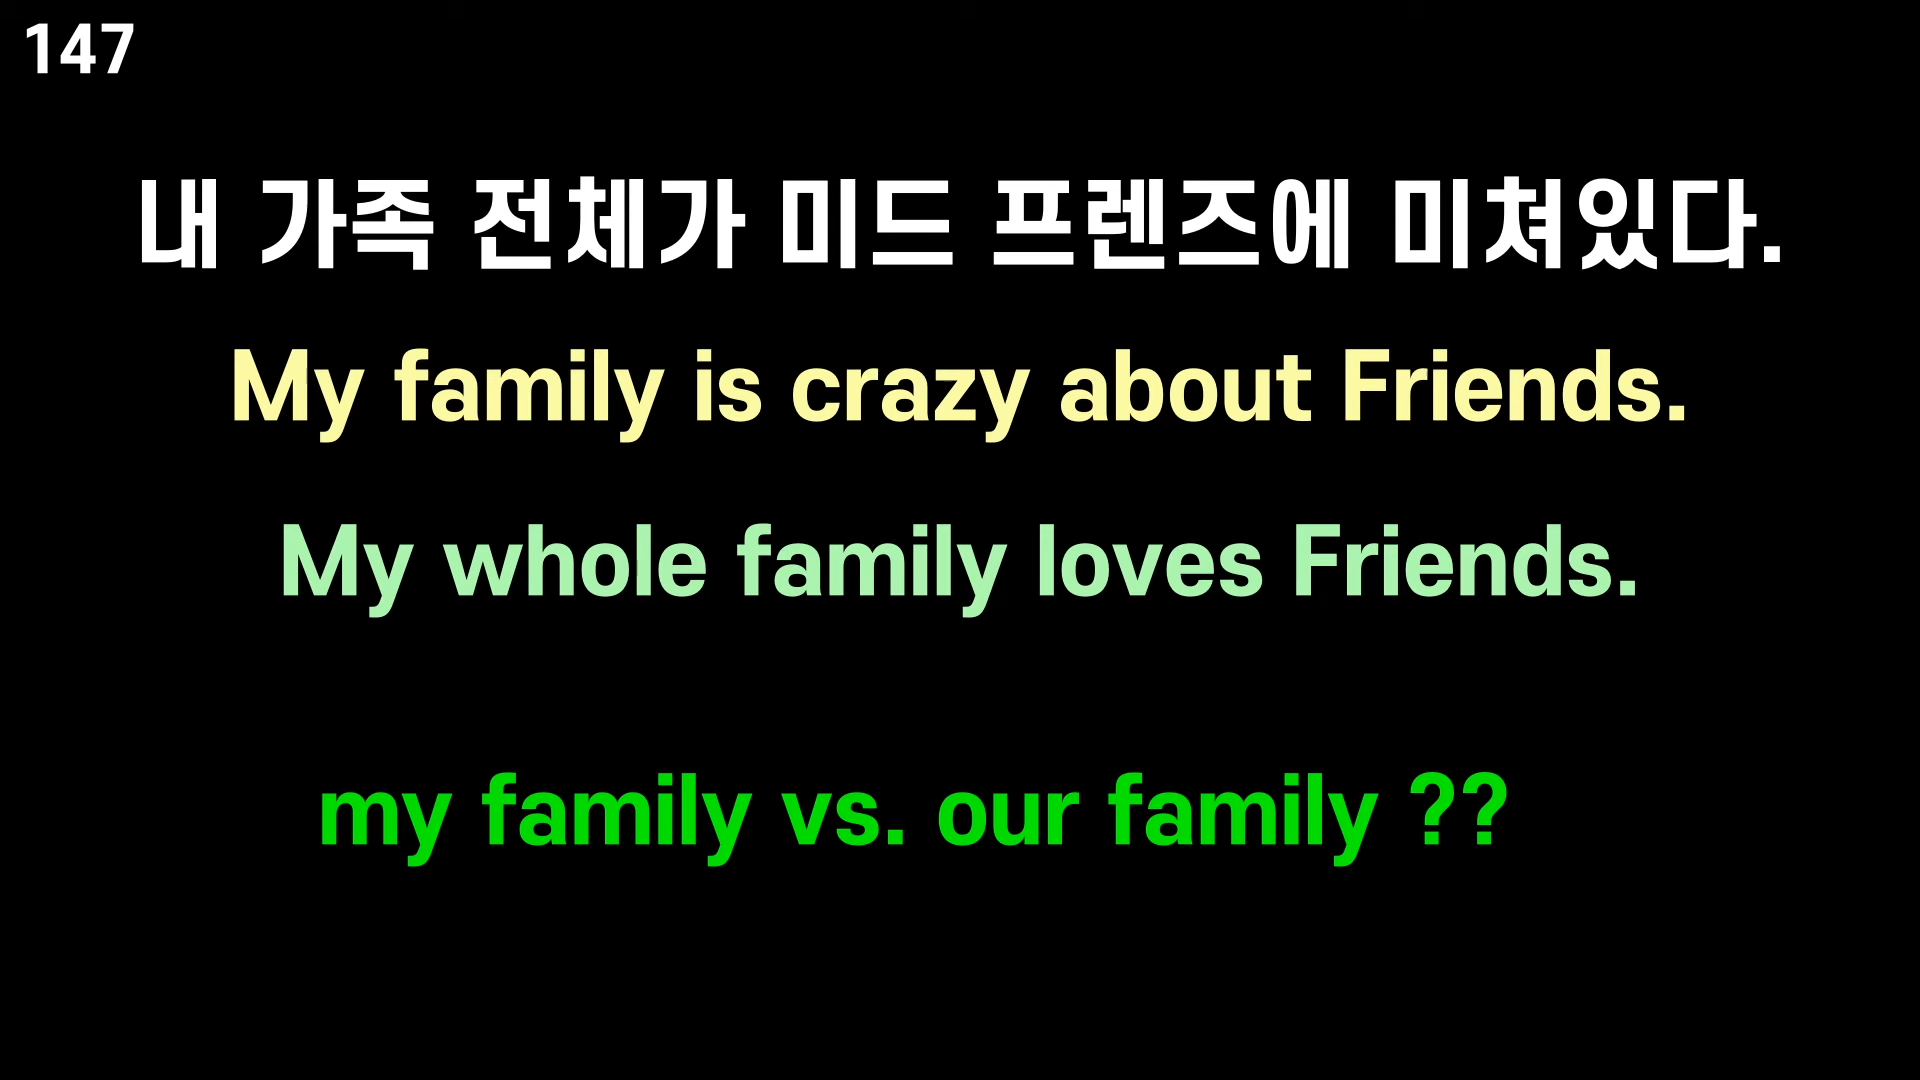 147
내 가족 전체가 미드 프렌즈에 미쳐있다.
My family is crazy about Friends.
My whole family loves Friends.
my family vs. our family ??